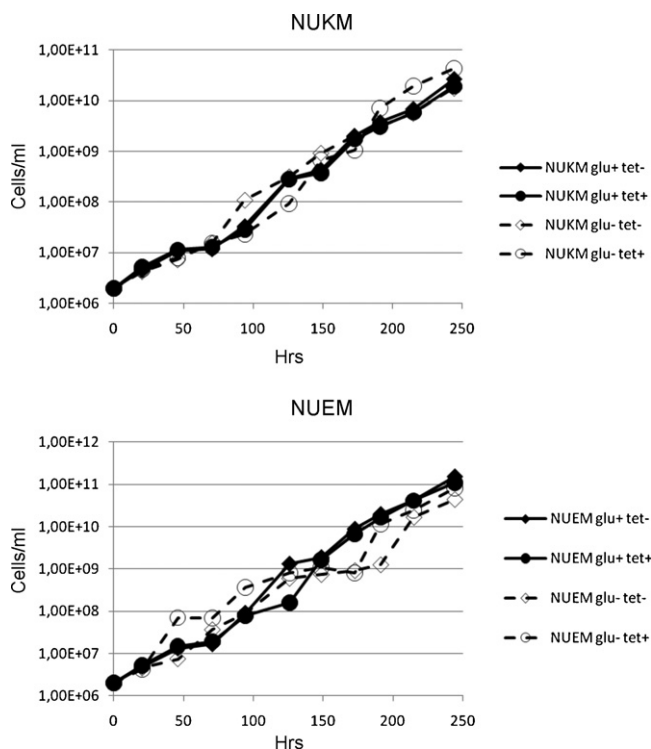 NUKM
1,00E+11
1,00E+10
1,00E+09
1,00E+08
1,00E+07
1,00E+06
Cells/ml
0 50 100 150 200 250
Hrs
NUKM glu+ tet-
NUKM glu+ tet+
NUKM glu- tet-
NUKM glu- tet+
NUEM
1,00E+12
1,00E+11
1,00E+10
1,00E+09
1,00E+08
1,00E+07
1,00E+06
Cells/ml
0 50 100 150 200 250
Hrs
NUEM glu+ tet-
NUEM glu+ tet+
NUEM glu- tet-
NUEM glu- tet+